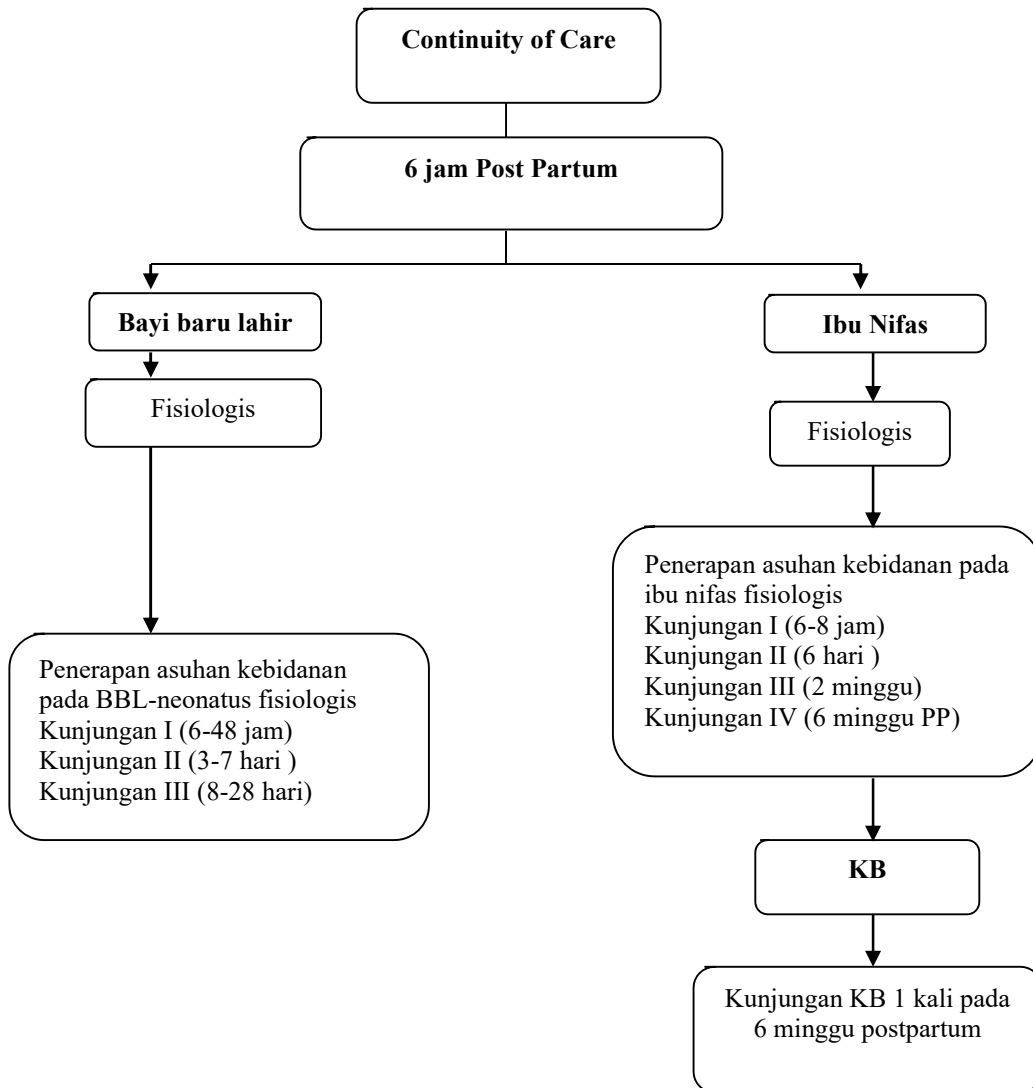 Continuity of Care
6 jam Post Partum
Bayi baru lahir
Ibu Nifas
Fisiologis
Fisiologis
Penerapan asuhan kebidanan
pada BBL-neonatus fisiologis
Kunjungan I (6-48 jam)
Kunjungan II (3-7 hari )
Kunjungan III (8-28 hari)
Penerapan asuhan kebidanan pada
ibu nifas fisiologis
Kunjungan I (6-8 jam)
Kunjungan II (6 hari )
Kunjungan III (2 minggu)
Kunjungan IV (6 minggu PP)
KB
Kunjungan KB 1 kali pada
6 minggu postpartum